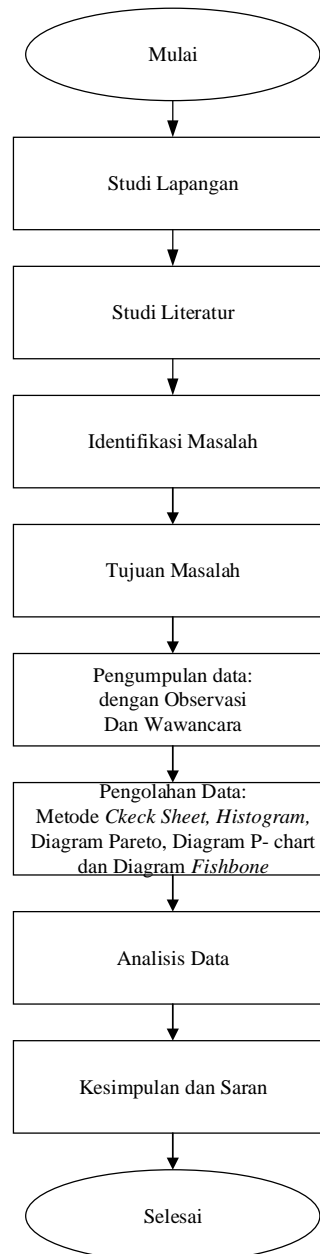 Mulai
Studi Lapangan
Studi Literatur
Identifikasi Masalah
Tujuan Masalah
Pengumpulan data:
dengan Observasi
Dan Wawancara
Pengolahan Data:
Metode Ckeck Sheet, Histogram,
Diagram Pareto, Diagram P- chart
dan Diagram Fishbone
Analisis Data
Kesimpulan dan Saran
Selesai